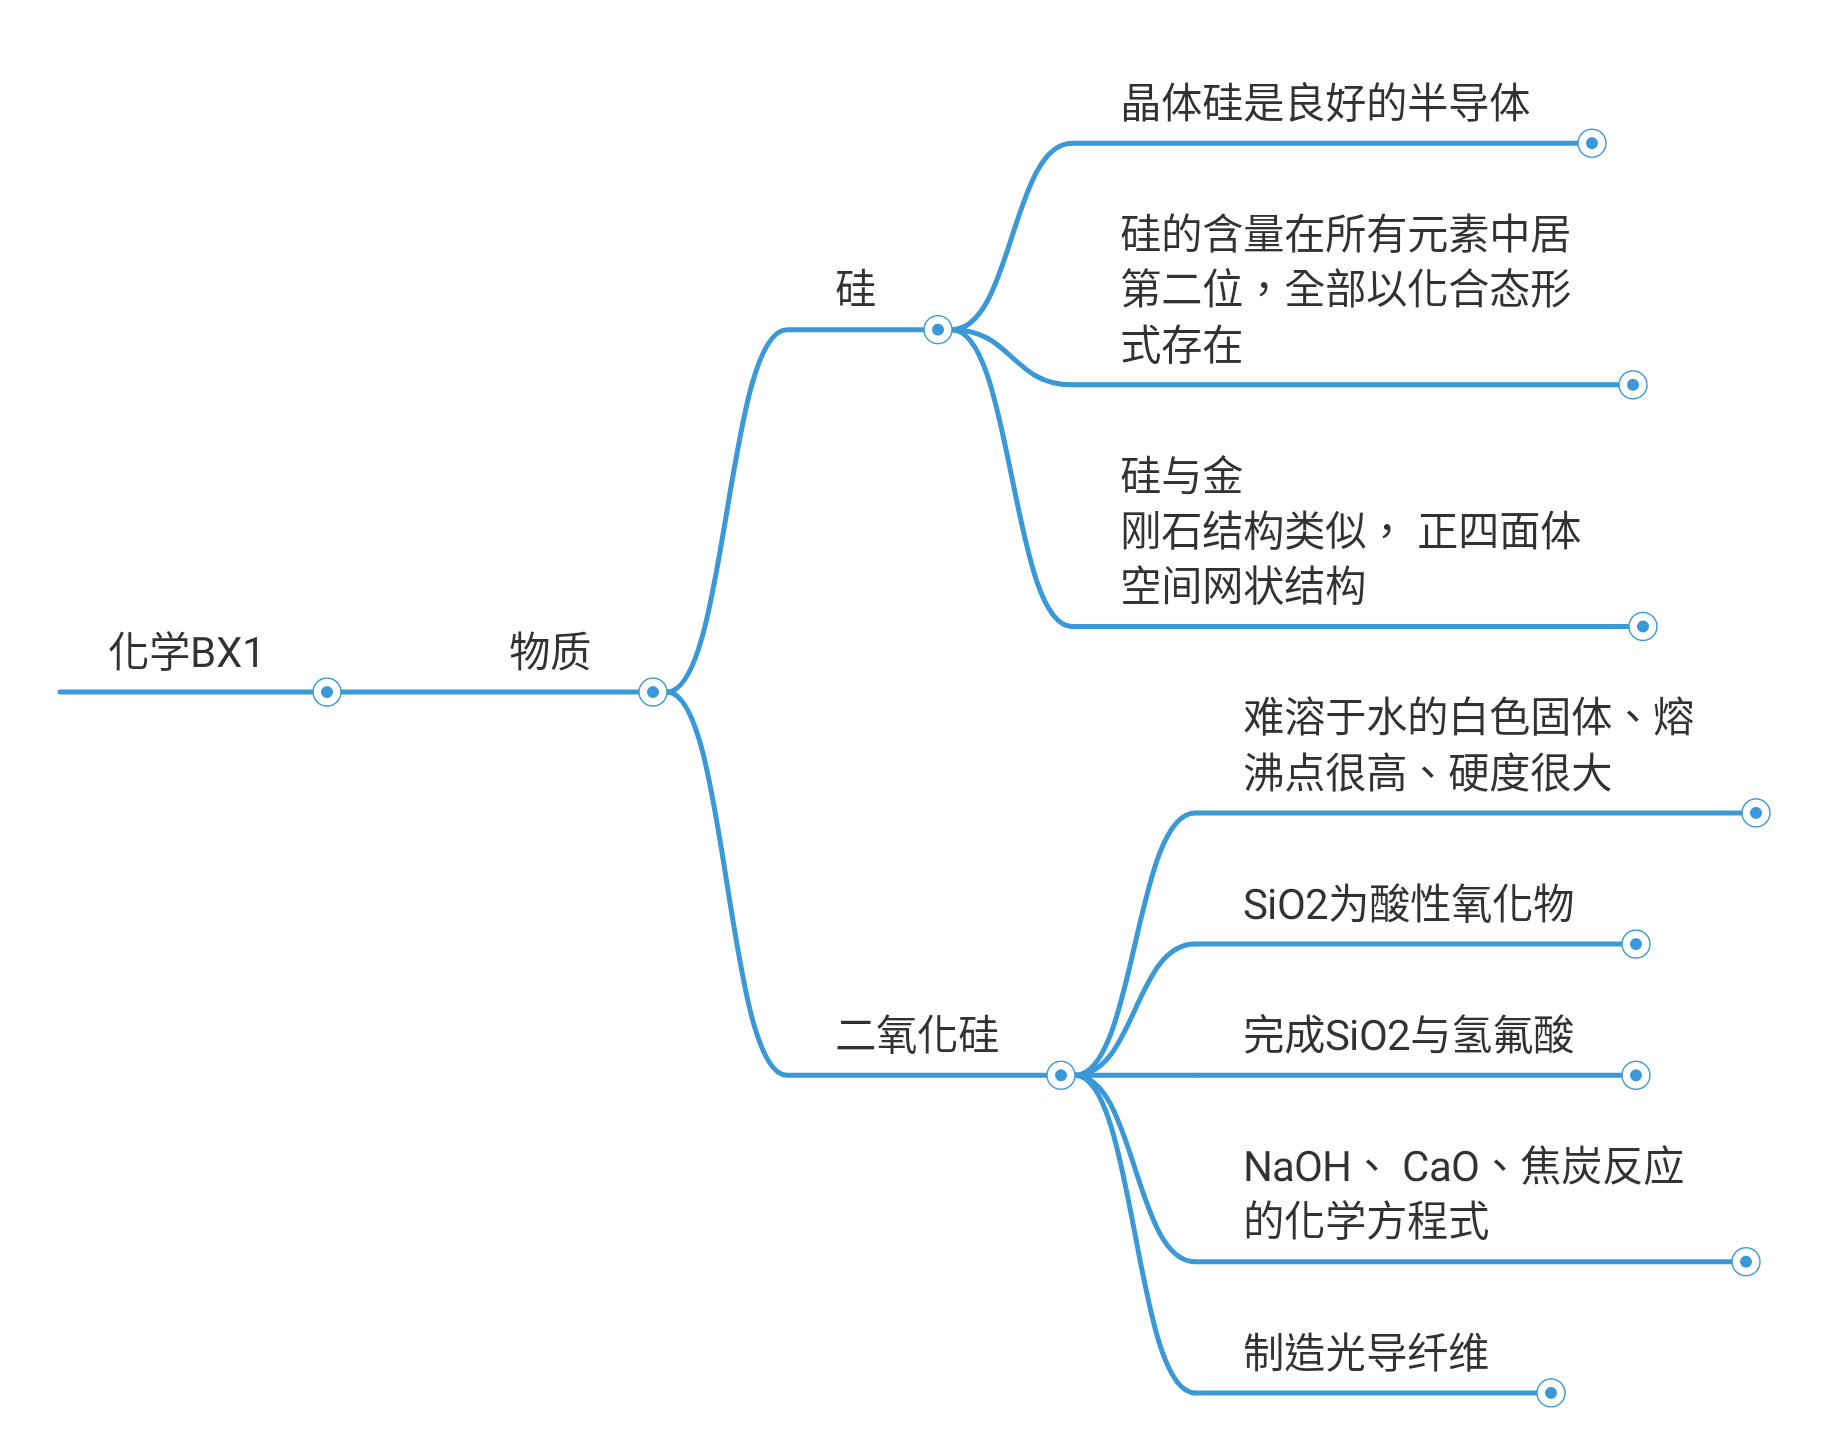 化学BX1
物质
硅
晶体硅是良好的半导体
硅的含量在所有元素中居
第二位，全部以化合态形
式存在
硅与金
刚石结构类似， 正四面体
空间网状结构
二氧化硅
难溶于水的白色固体、熔
沸点很高、硬度很大
SiO2为酸性氧化物
完成SiO2与氢氟酸
NaOH、 CaO、焦炭反应
的化学方程式
制造光导纤维